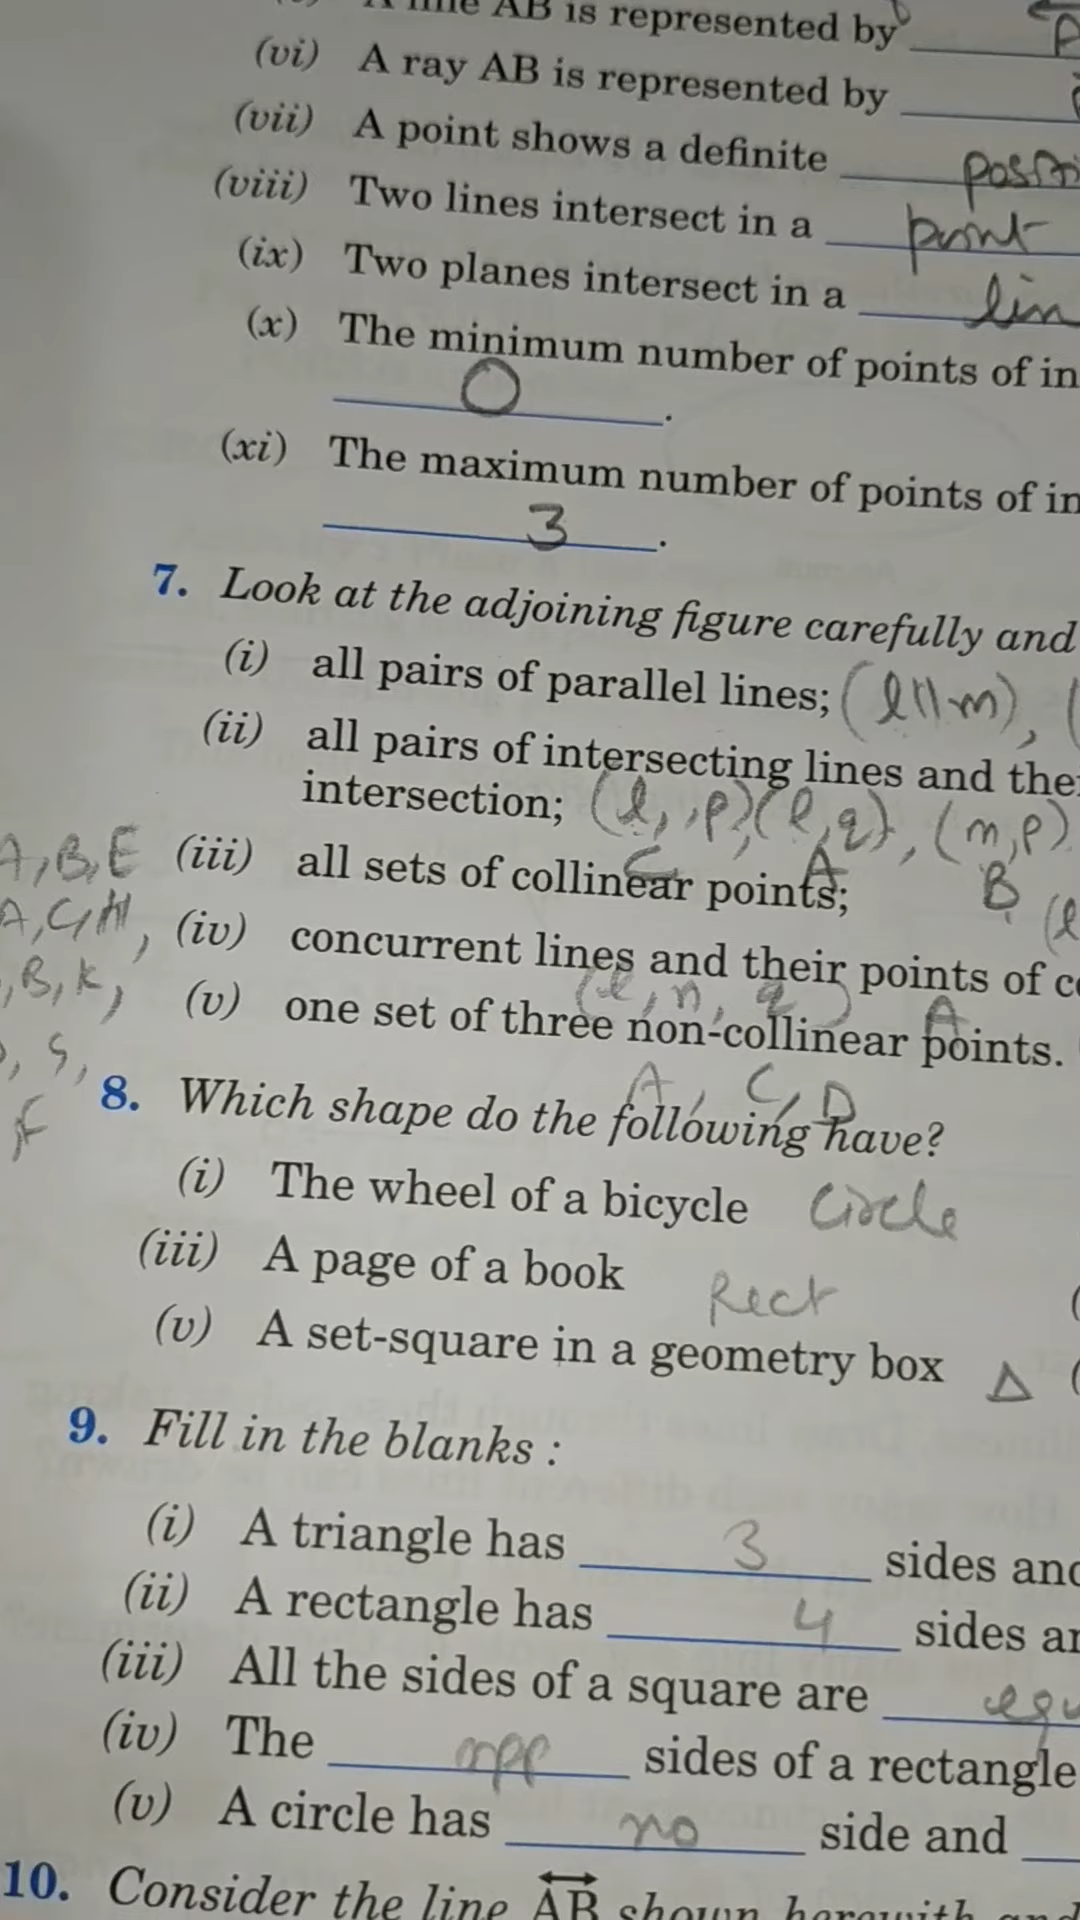 A line AB is represented by
(vi) A ray AB is represented by
(vii) A point shows a definite
(viii) Two lines intersect in a point
(ix) Two planes intersect in a lin
(x) The minimum number of points of in
0 .
(xi) The maximum number of points of in
3 .
7. Look at the adjoining figure carefully and
(i) all pairs of parallel lines; (l||m), (
(ii) all pairs of intersecting lines and the
intersection; (l, p), (l, q), (m, p)
C A B
A, B, E (iii) all sets of collinear points;
A, C, H, (iv) concurrent lines and their points of c
, B, K, (l, n, q) A
(v) one set of three non-collinear points.
, S, A, C, D
F
8. Which shape do the following have?
(i) The wheel of a bicycle Circle
(iii) A page of a book Rect
(v) A set-square in a geometry box Δ (
9. Fill in the blanks :
(i) A triangle has 3 sides and
(ii) A rectangle has 4 sides
(iii) All the sides of a square are equ
(iv) The opp sides of a rectangle
(v) A circle has no side and
10. Consider the line AB shown herewith and